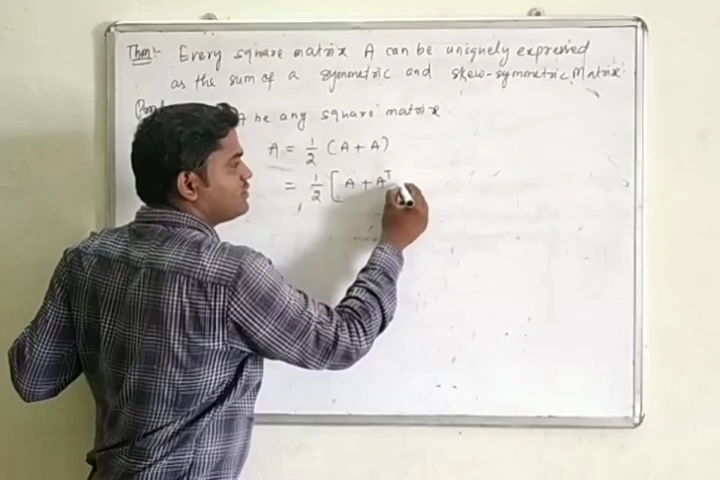 Thm:- Every square matrix A can be uniquely expressed
as the sum of a symmetric and skew-symmetric Matrix.
A be any square matrix.
A = 1/2 (A + A)
= 1/2 [A + A^T